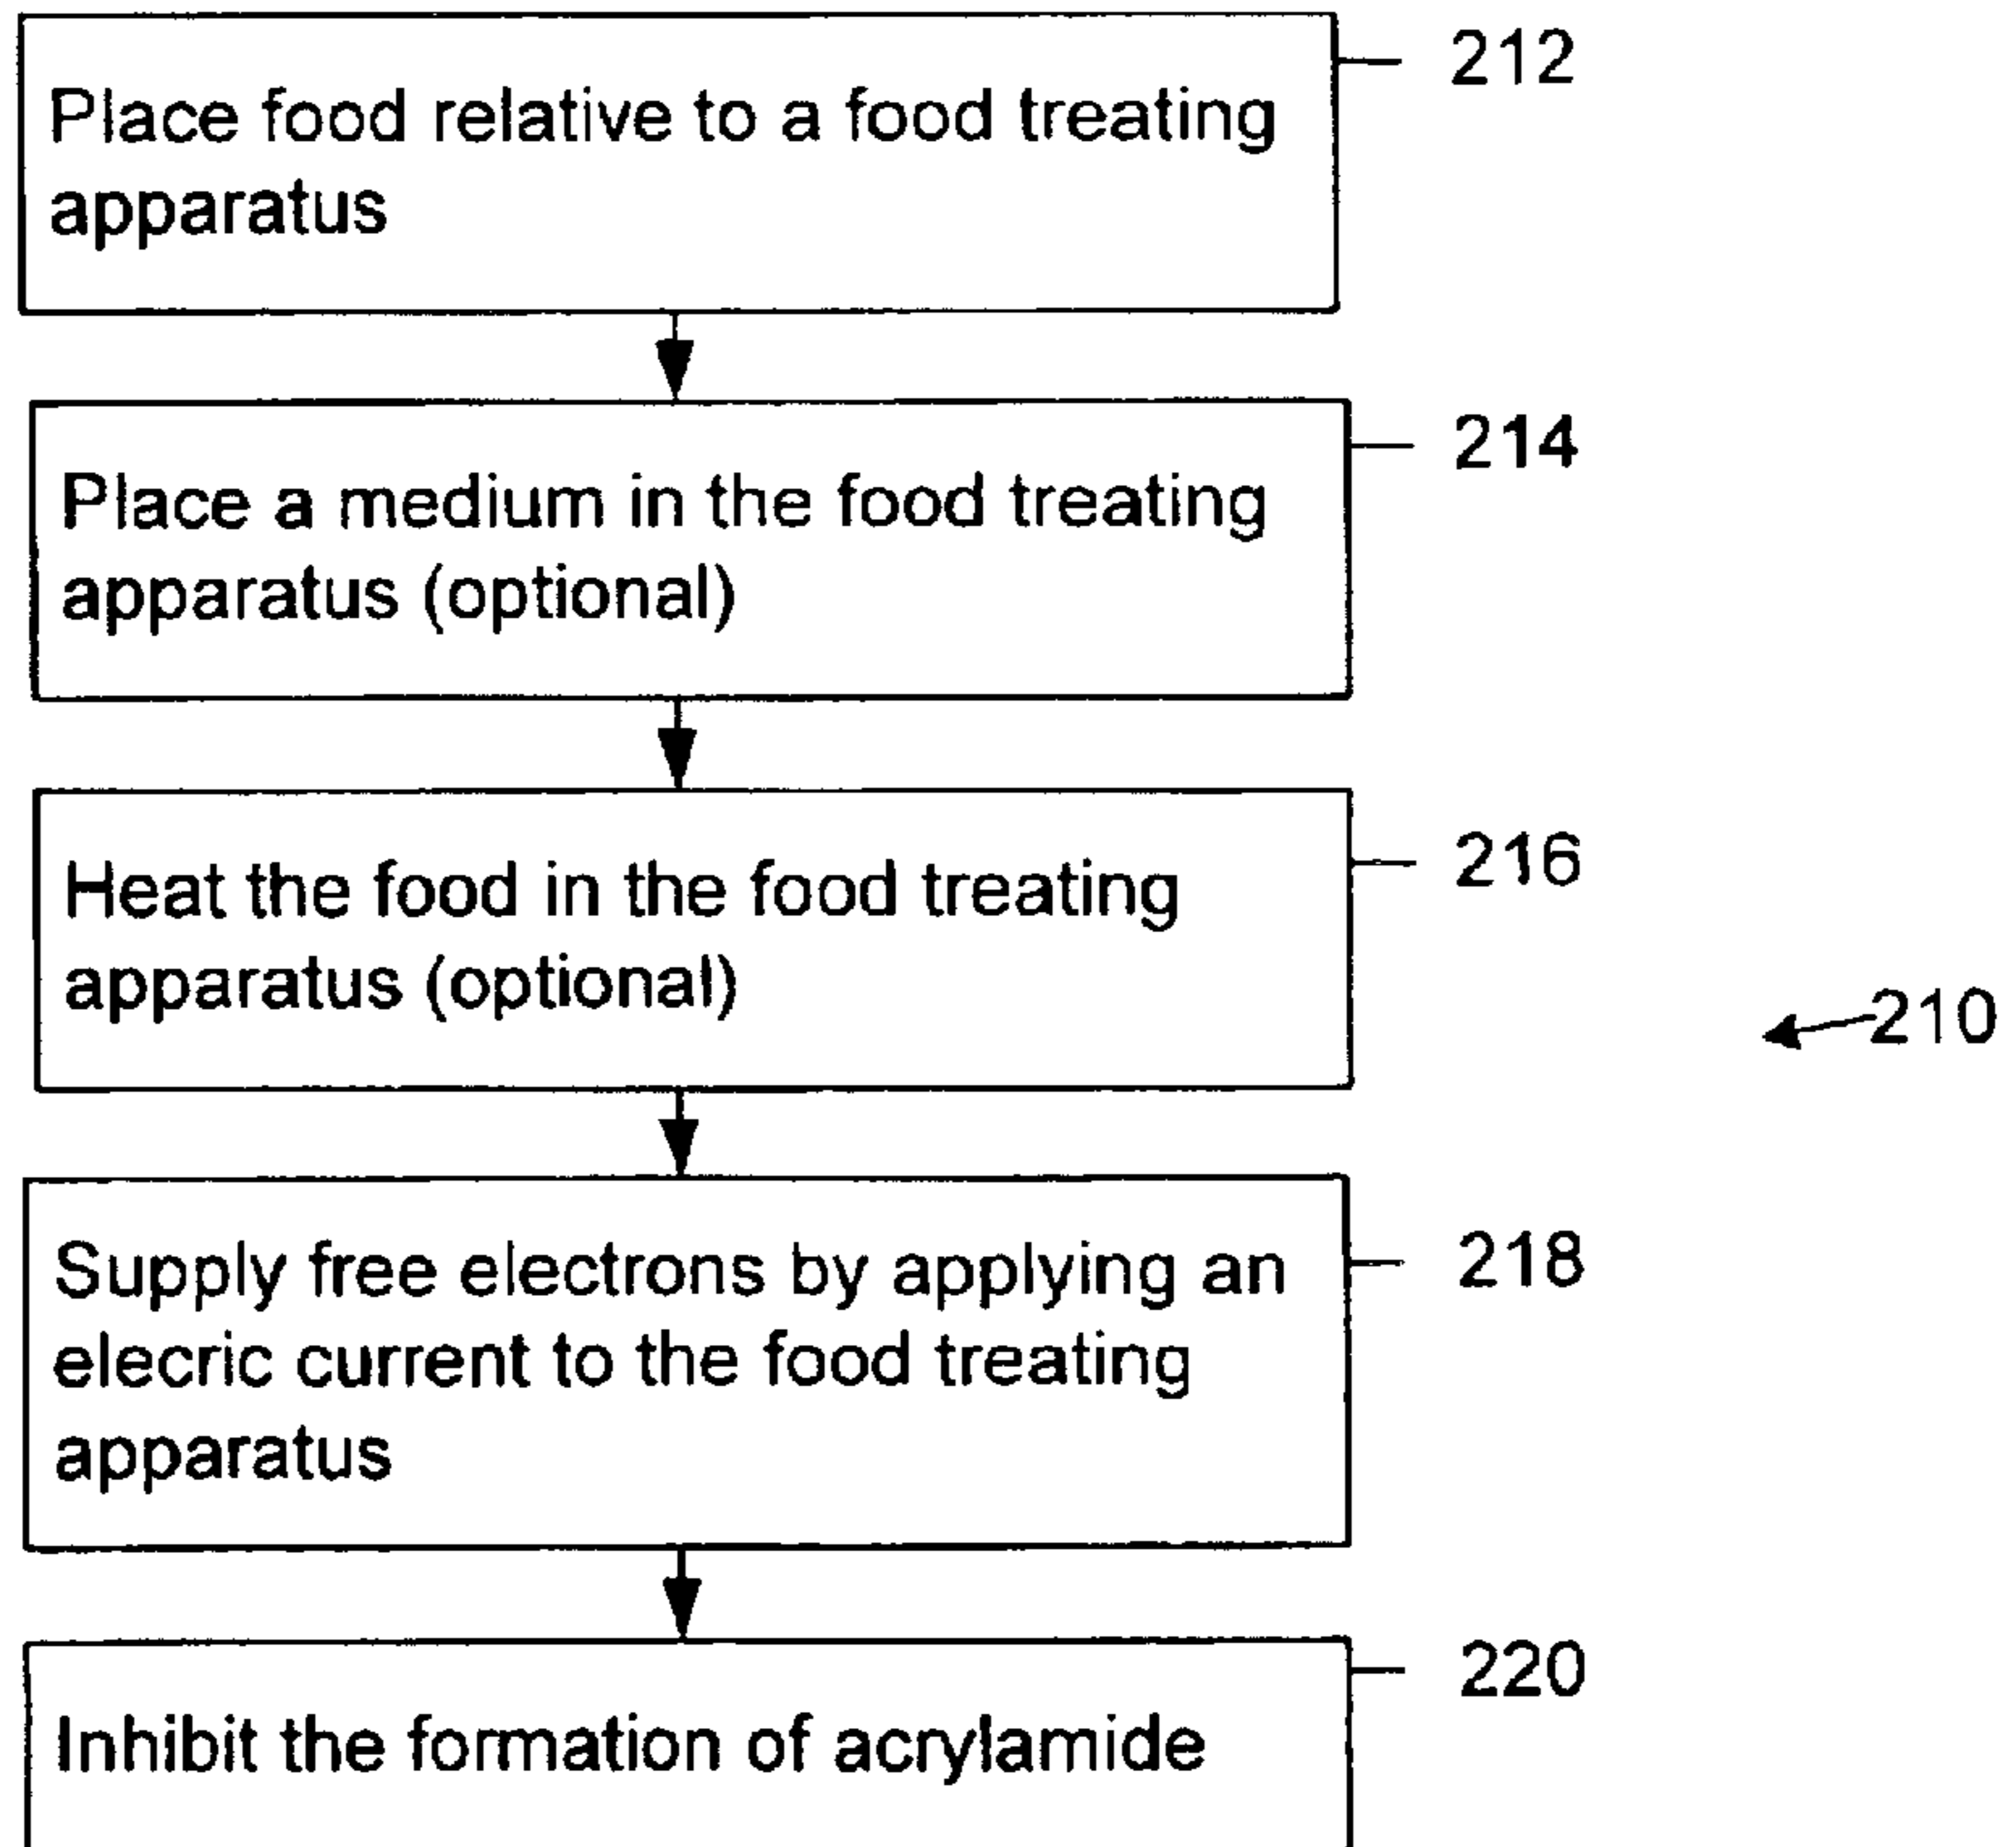 212
Place food relative to a food treating
apparatus
214
Place a medium in the food treating
apparatus (optional)
216
Heat the food in the food treating
apparatus (optional)
210
218
Supply free electrons by applying an
elecric current to the food treating
apparatus
220
Inhibit the formation of acrylamide